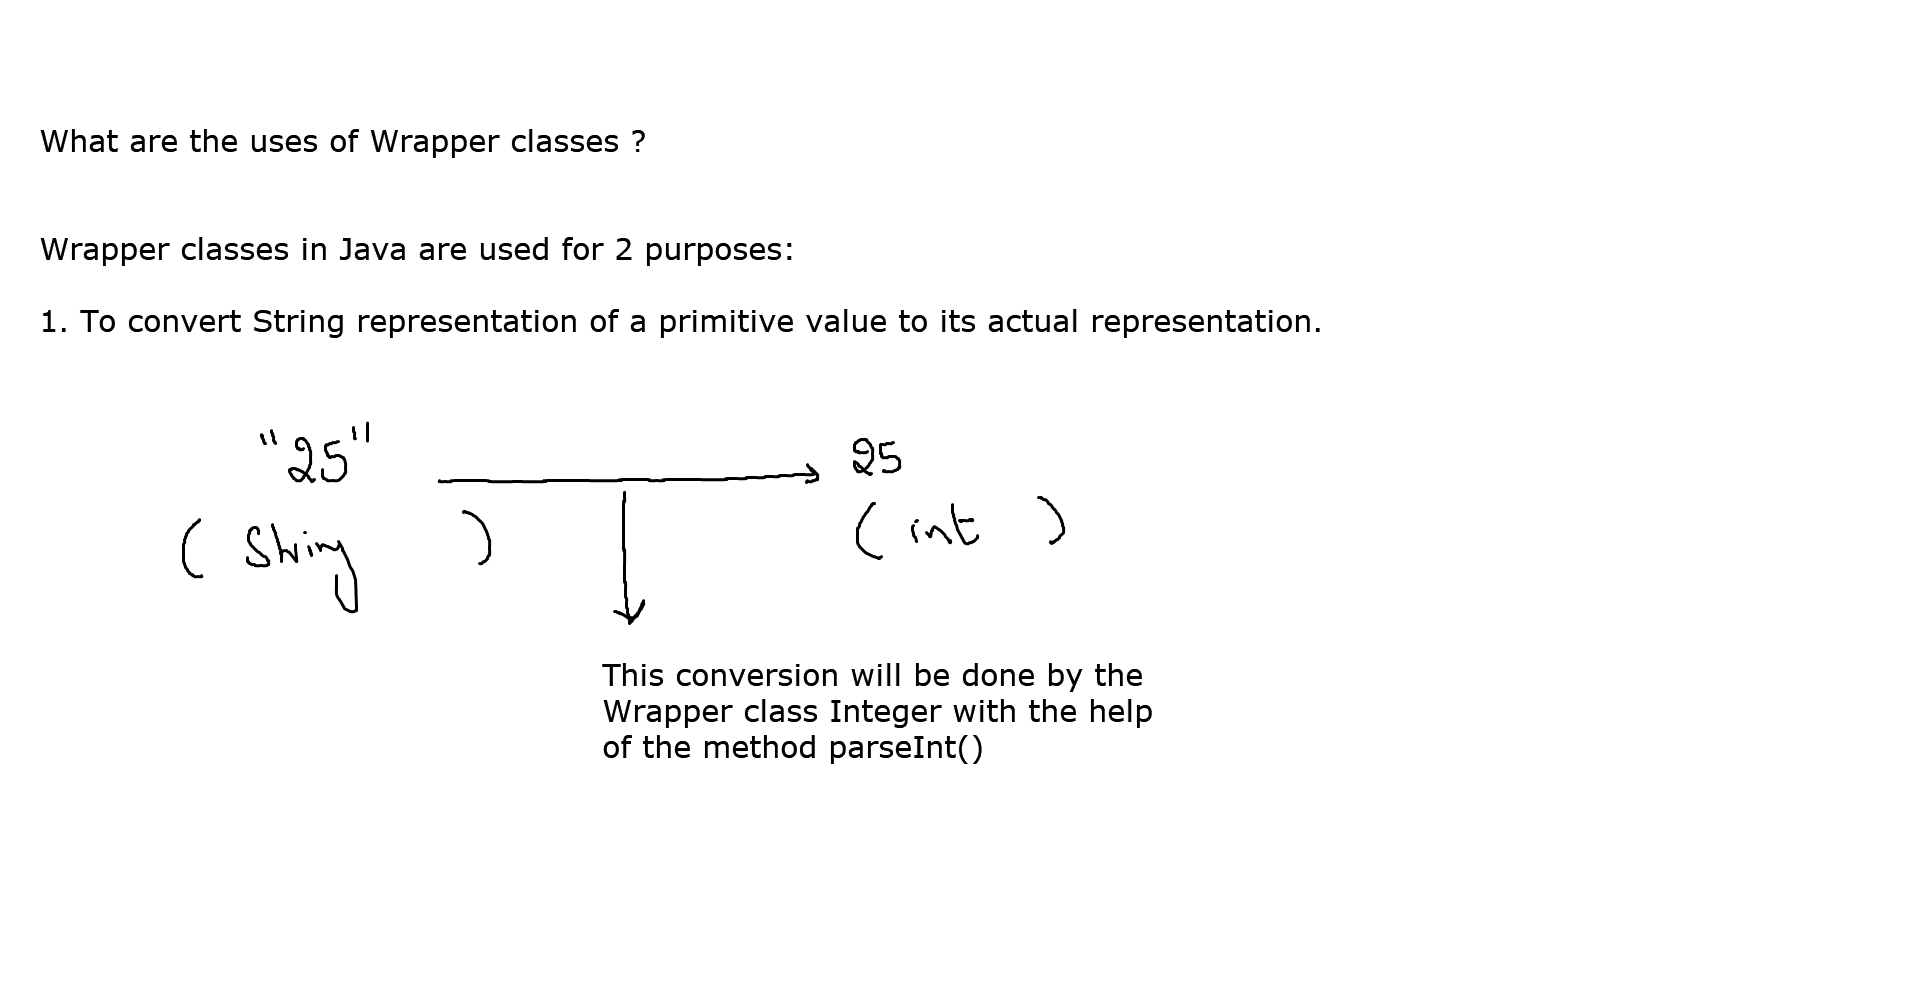 What are the uses of Wrapper classes ?
Wrapper classes in Java are used for 2 purposes:
1. To convert String representation of a primitive value to its actual representation.
"25" 25
( String ) ( int )
This conversion will be done by the
Wrapper class Integer with the help
of the method parseInt()